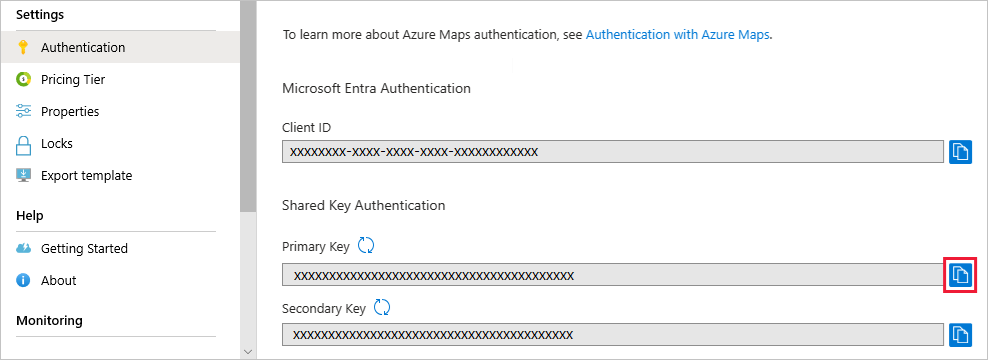 Settings
Authentication
Pricing Tier
Properties
Locks
Export template
Help
Getting Started
About
Monitoring
To learn more about Azure Maps authentication, see Authentication with Azure Maps.
Microsoft Entra Authentication
Client ID
xxxxxxxx-xxxx-xxxx-xxxx-xxxxxxxxxxxx
Shared Key Authentication
Primary Key
xxxxxxxxxxxxxxxxxxxxxxxxxxxxxxxxxxxxxxxx
Secondary Key
xxxxxxxxxxxxxxxxxxxxxxxxxxxxxxxxxxxxxxxx